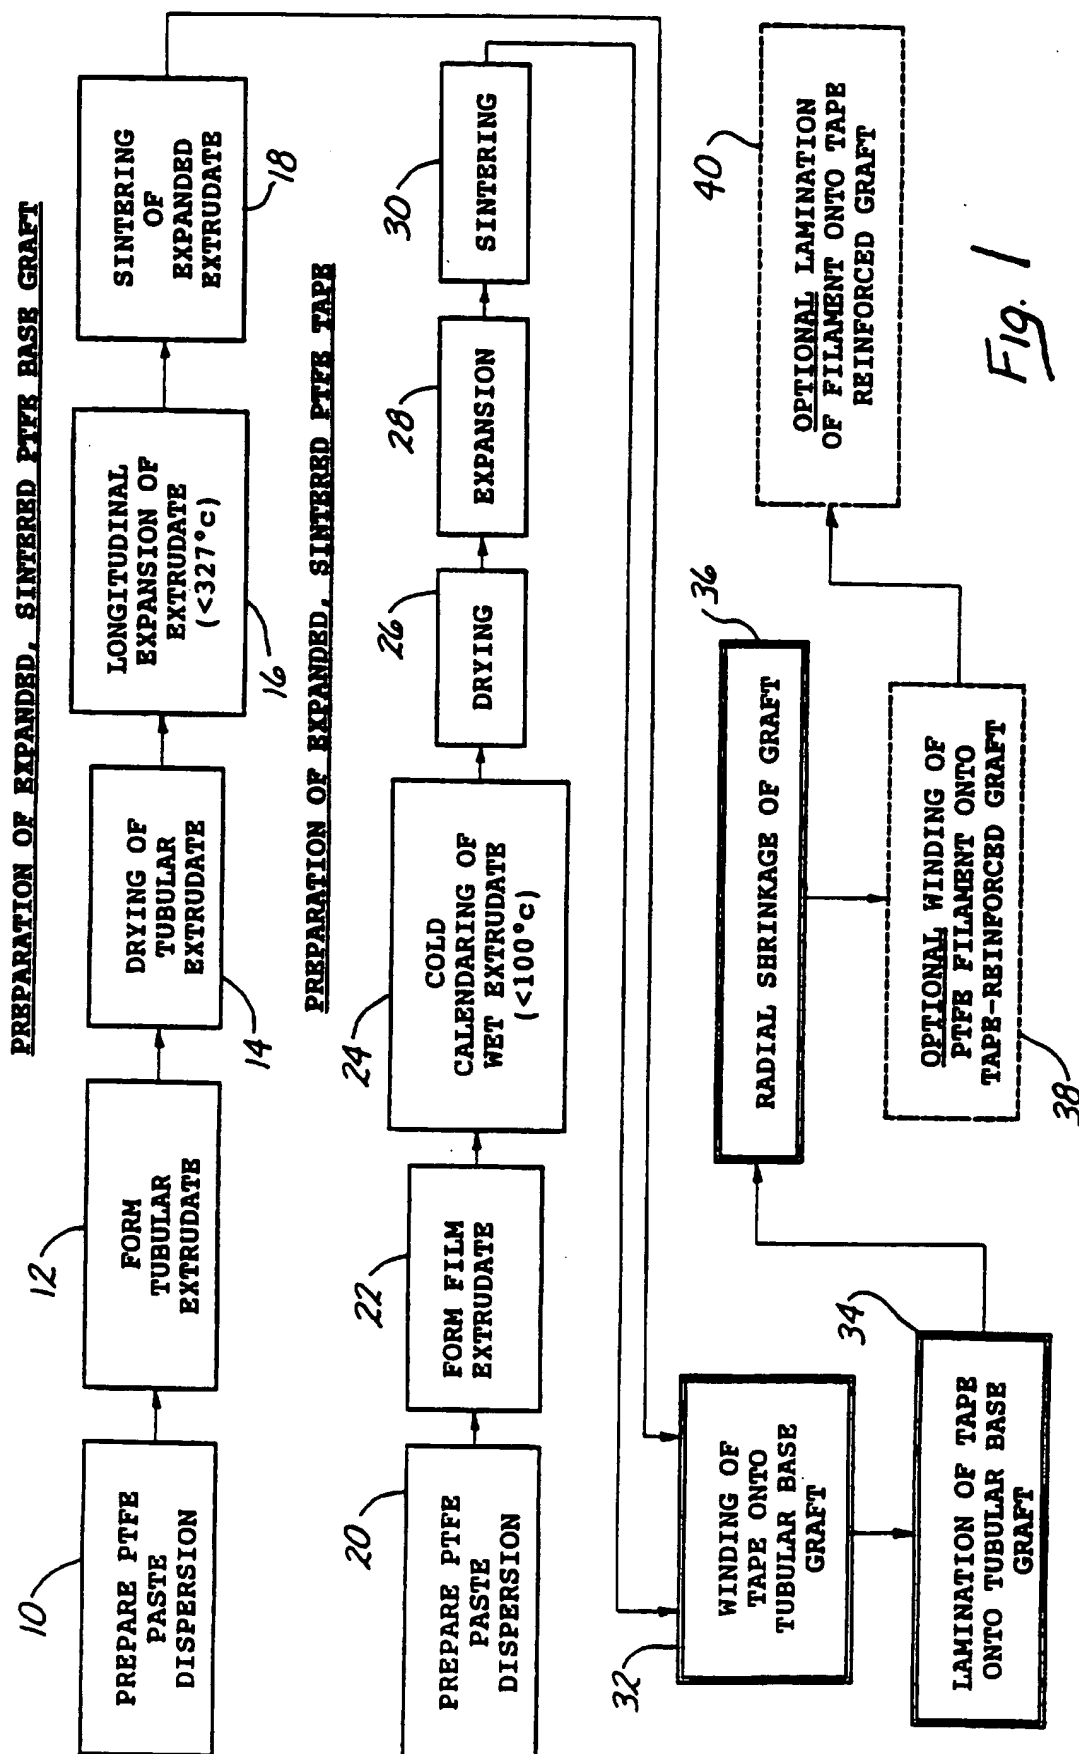 PREPARATION OF EXPANDED, SINTERED PTFE BASE GRAFT
10
PREPARE PTFE
PASTE
DISPERSION
12
FORM
TUBULAR
EXTRUDATE
14
DRYING OF
TUBULAR
EXTRUDATE
16
LONGITUDINAL
EXPANSION OF
EXTRUDATE
(<327°c)
18
SINTERING
OF
EXPANDED
EXTRUDATE
PREPARATION OF EXPANDED, SINTERED PTFE TAPE
20
PREPARE PTFE
PASTE
DISPERSION
22
FORM FILM
EXTRUDATE
24
COLD
CALENDARING OF
WET EXTRUDATE
(<100°c)
26
DRYING
28
EXPANSION
30
SINTERING
32
WINDING OF
TAPE ONTO
TUBULAR BASE
GRAFT
34
LAMINATION OF TAPE
ONTO TUBULAR BASE
GRAFT
36
RADIAL SHRINKAGE OF GRAFT
38
OPTIONAL WINDING OF
PTFE FILAMENT ONTO
TAPE-REINFORCED GRAFT
40
OPTIONAL LAMINATION
OF FILAMENT ONTO TAPE
REINFORCED GRAFT
Fig. 1